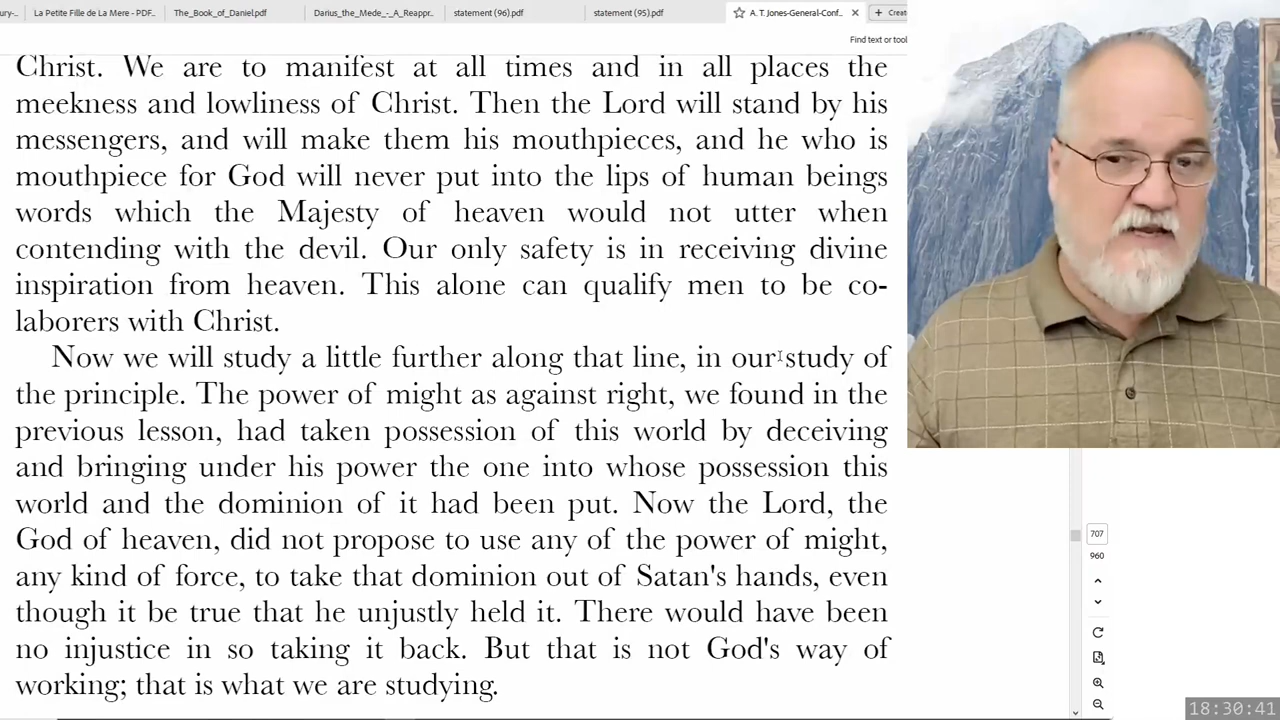 ury-...
La Petite Fille de La Mere - PDF...
The_Book_of_Daniel.pdf
Darius_the_Mede_-_A_Reappr...
statement (96).pdf
statement (95).pdf
A. T. Jones-General-Conf...
Creat
Find text or tool
Christ. We are to manifest at all times and in all places the
meekness and lowliness of Christ. Then the Lord will stand by his
messengers, and will make them his mouthpieces, and he who is
mouthpiece for God will never put into the lips of human beings
words which the Majesty of heaven would not utter when
contending with the devil. Our only safety is in receiving divine
inspiration from heaven. This alone can qualify men to be co-
laborers with Christ.
Now we will study a little further along that line, in our study of
the principle. The power of might as against right, we found in the
previous lesson, had taken possession of this world by deceiving
and bringing under his power the one into whose possession this
world and the dominion of it had been put. Now the Lord, the
God of heaven, did not propose to use any of the power of might,
any kind of force, to take that dominion out of Satan's hands, even
though it be true that he unjustly held it. There would have been
no injustice in so taking it back. But that is not God's way of
working; that is what we are studying.
707
960
18:30:41